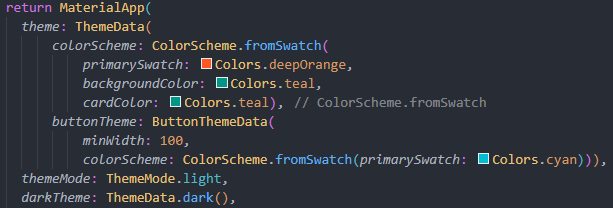 return MaterialApp(
theme: ThemeData(
colorScheme: ColorScheme.fromSwatch(
primarySwatch: Colors.deepOrange,
backgroundColor: Colors.teal,
cardColor: Colors.teal), // ColorScheme.fromSwatch
buttonTheme: ButtonThemeData(
minWidth: 100,
colorScheme: ColorScheme.fromSwatch(primarySwatch: Colors.cyan))),
themeMode: ThemeMode.light,
darkTheme: ThemeData.dark(),